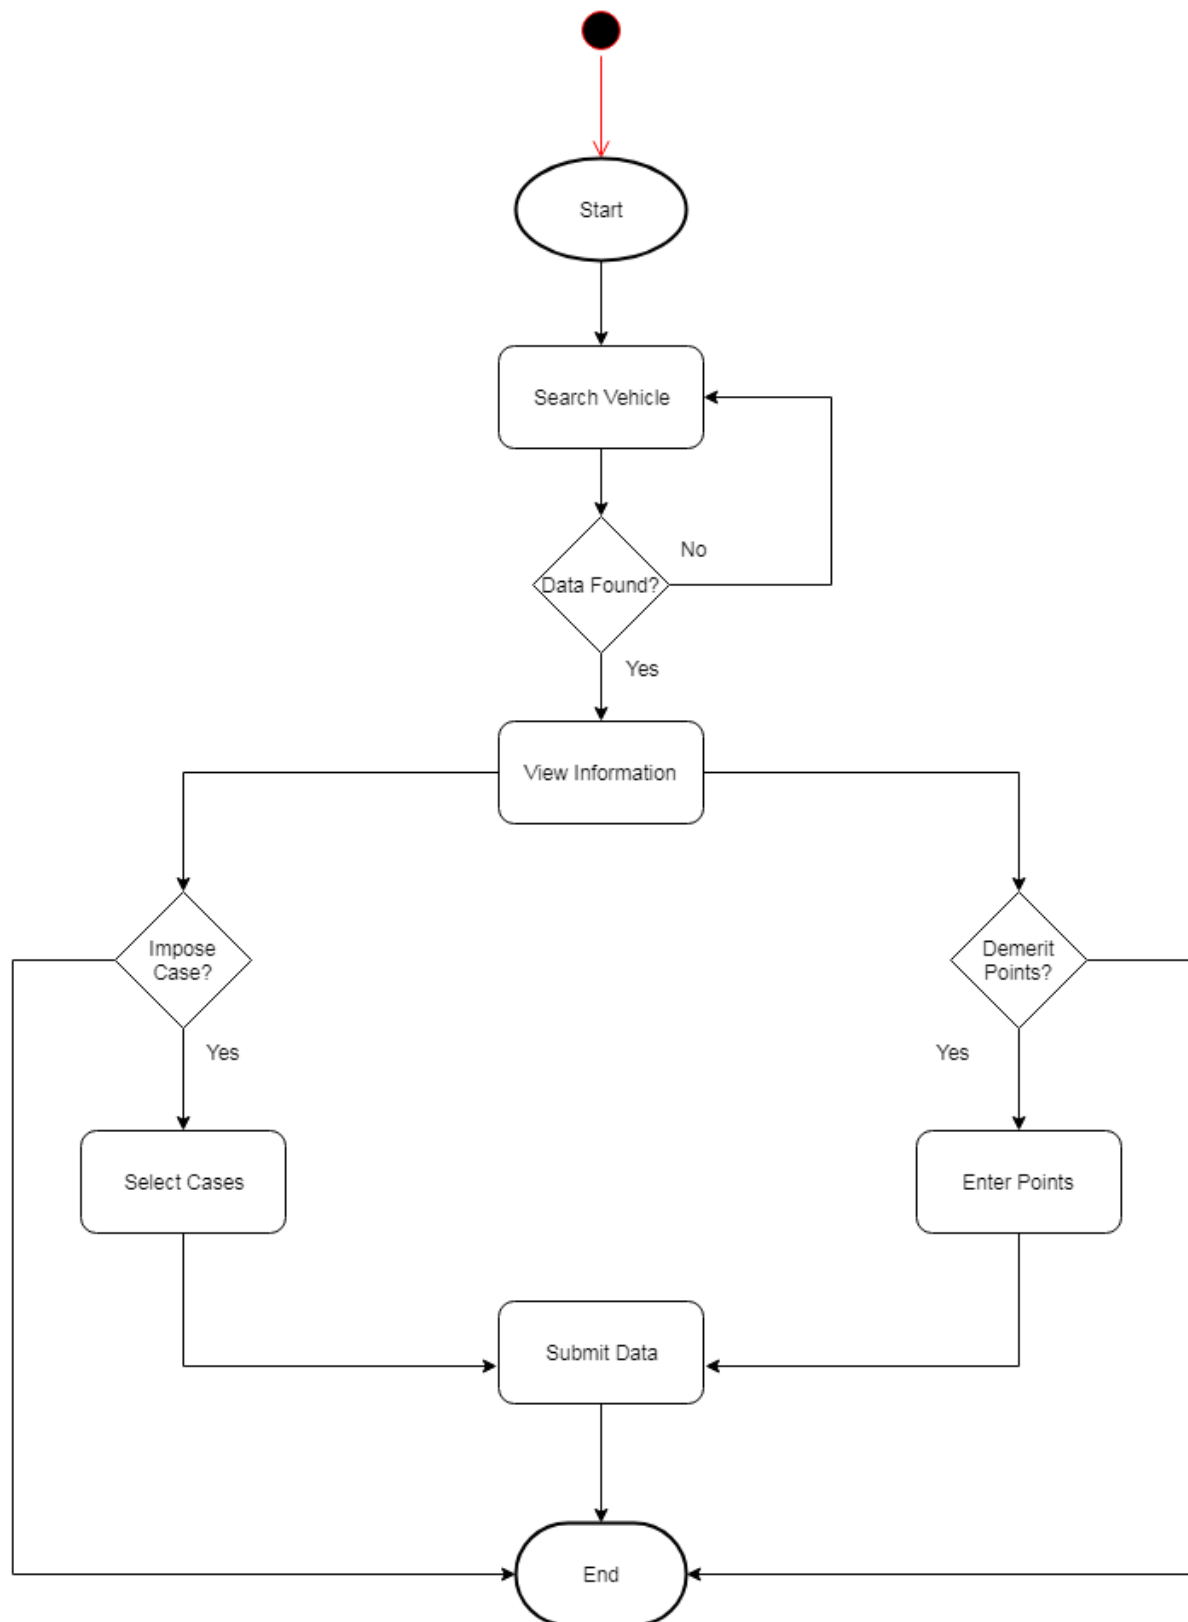 Start
Search Vehicle
No
Data Found?
Yes
View Information
Impose
Case?
Demerit
Points?
Yes
Yes
Select Cases
Enter Points
Submit Data
End